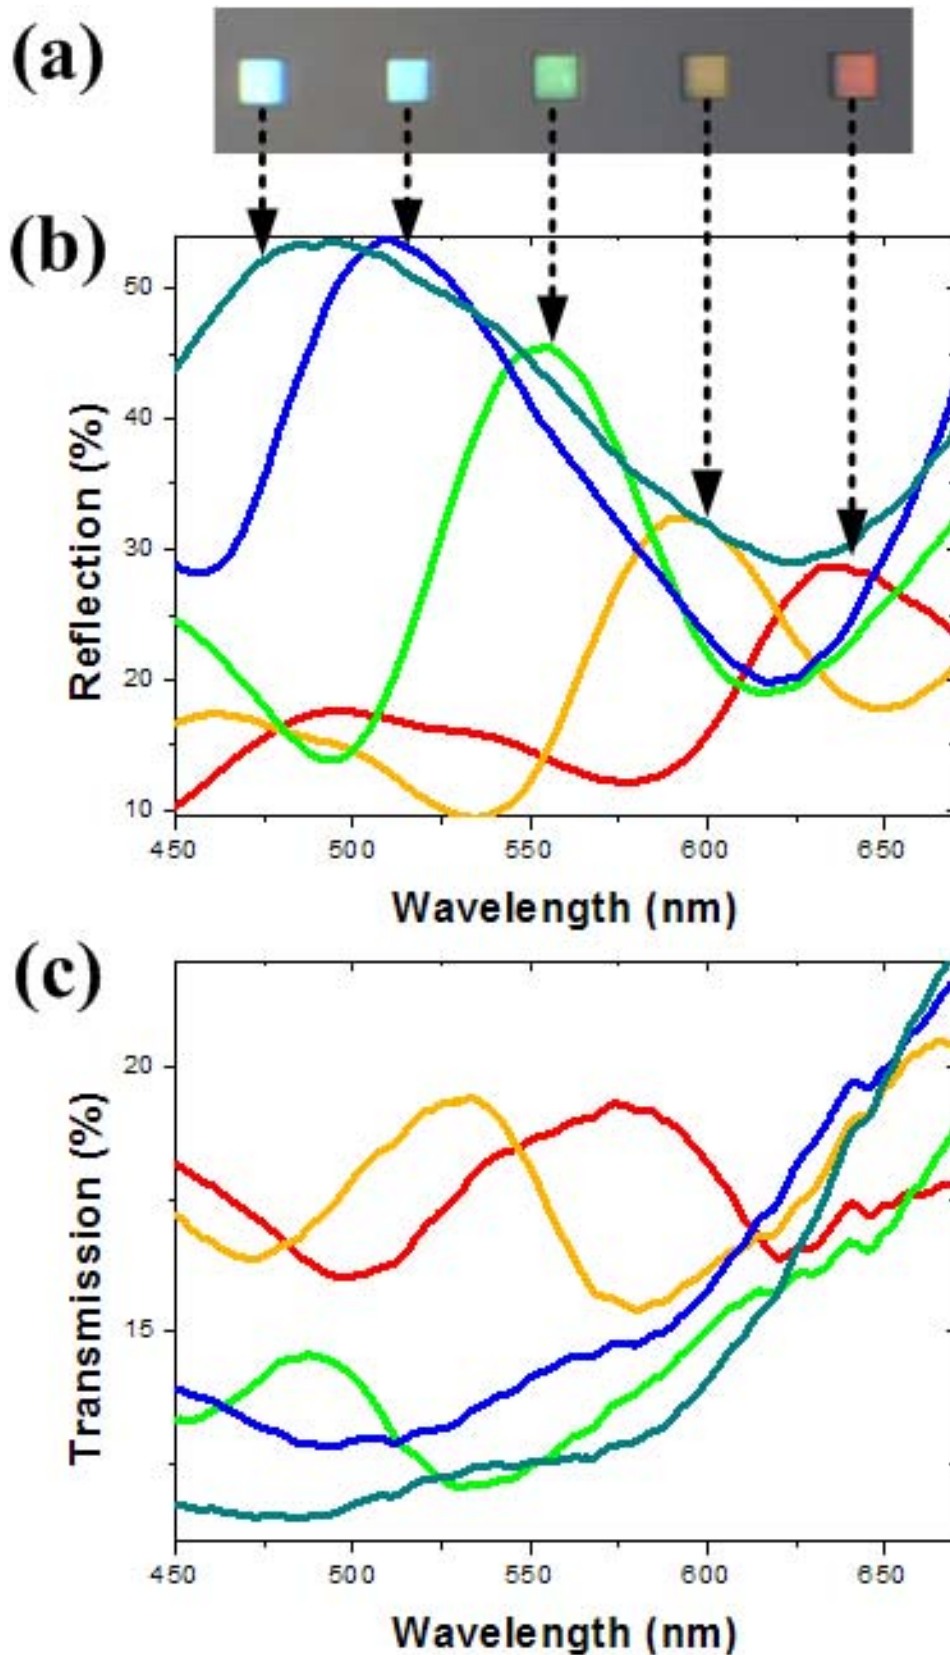 (a)
(b)
50
40
30
20
10
Reflection (%)
450 500 550 600 650
Wavelength (nm)
(c)
20
15
Transmission (%)
450 500 550 600 650
Wavelength (nm)